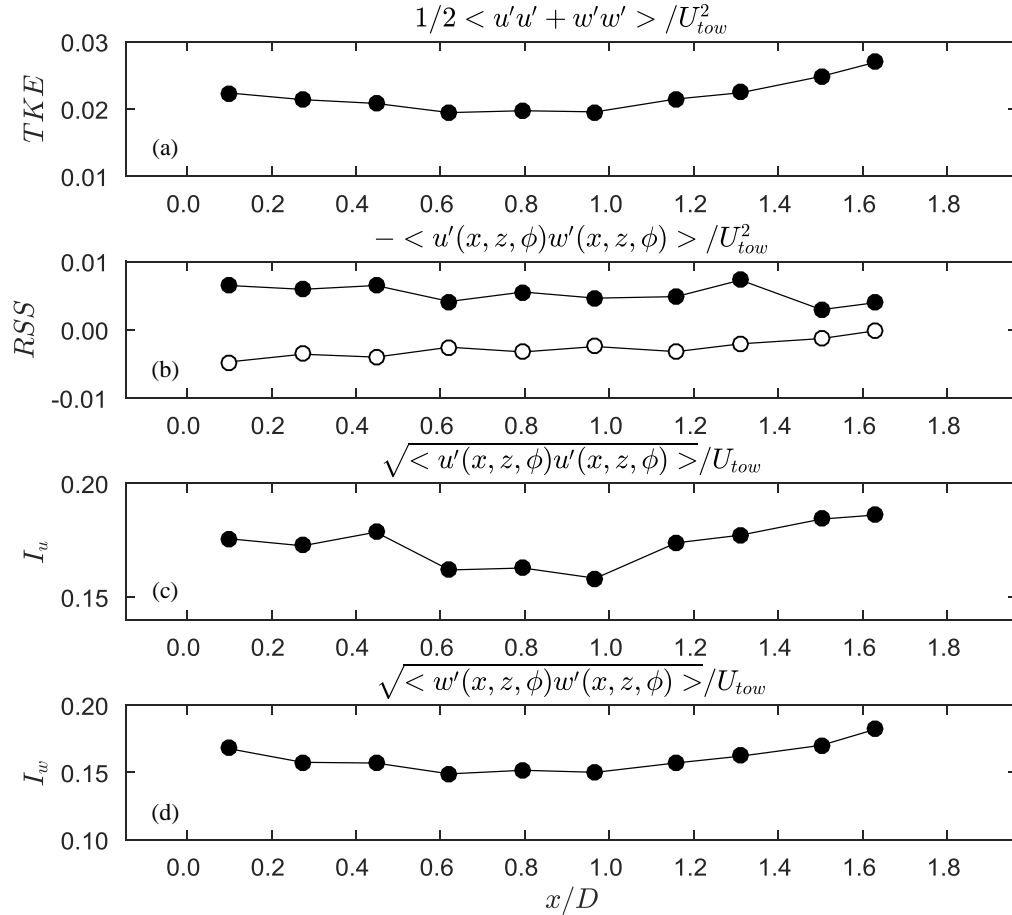 1/2 < u′u′ + w′w′ > /U²_tow
0.03
0.02
0.01
TKE
(a)
0.0 0.2 0.4 0.6 0.8 1.0 1.2 1.4 1.6 1.8
− < u′(x, z, ϕ)w′(x, z, ϕ) > /U²_tow
0.01
0.00
-0.01
RSS
(b)
0.0 0.2 0.4 0.6 0.8 1.0 1.2 1.4 1.6 1.8
√< u′(x, z, ϕ)u′(x, z, ϕ) >/U_tow
0.20
0.15
I_u
(c)
0.0 0.2 0.4 0.6 0.8 1.0 1.2 1.4 1.6 1.8
√< w′(x, z, ϕ)w′(x, z, ϕ) >/U_tow
0.20
0.15
0.10
I_w
(d)
0.0 0.2 0.4 0.6 0.8 1.0 1.2 1.4 1.6 1.8
x/D